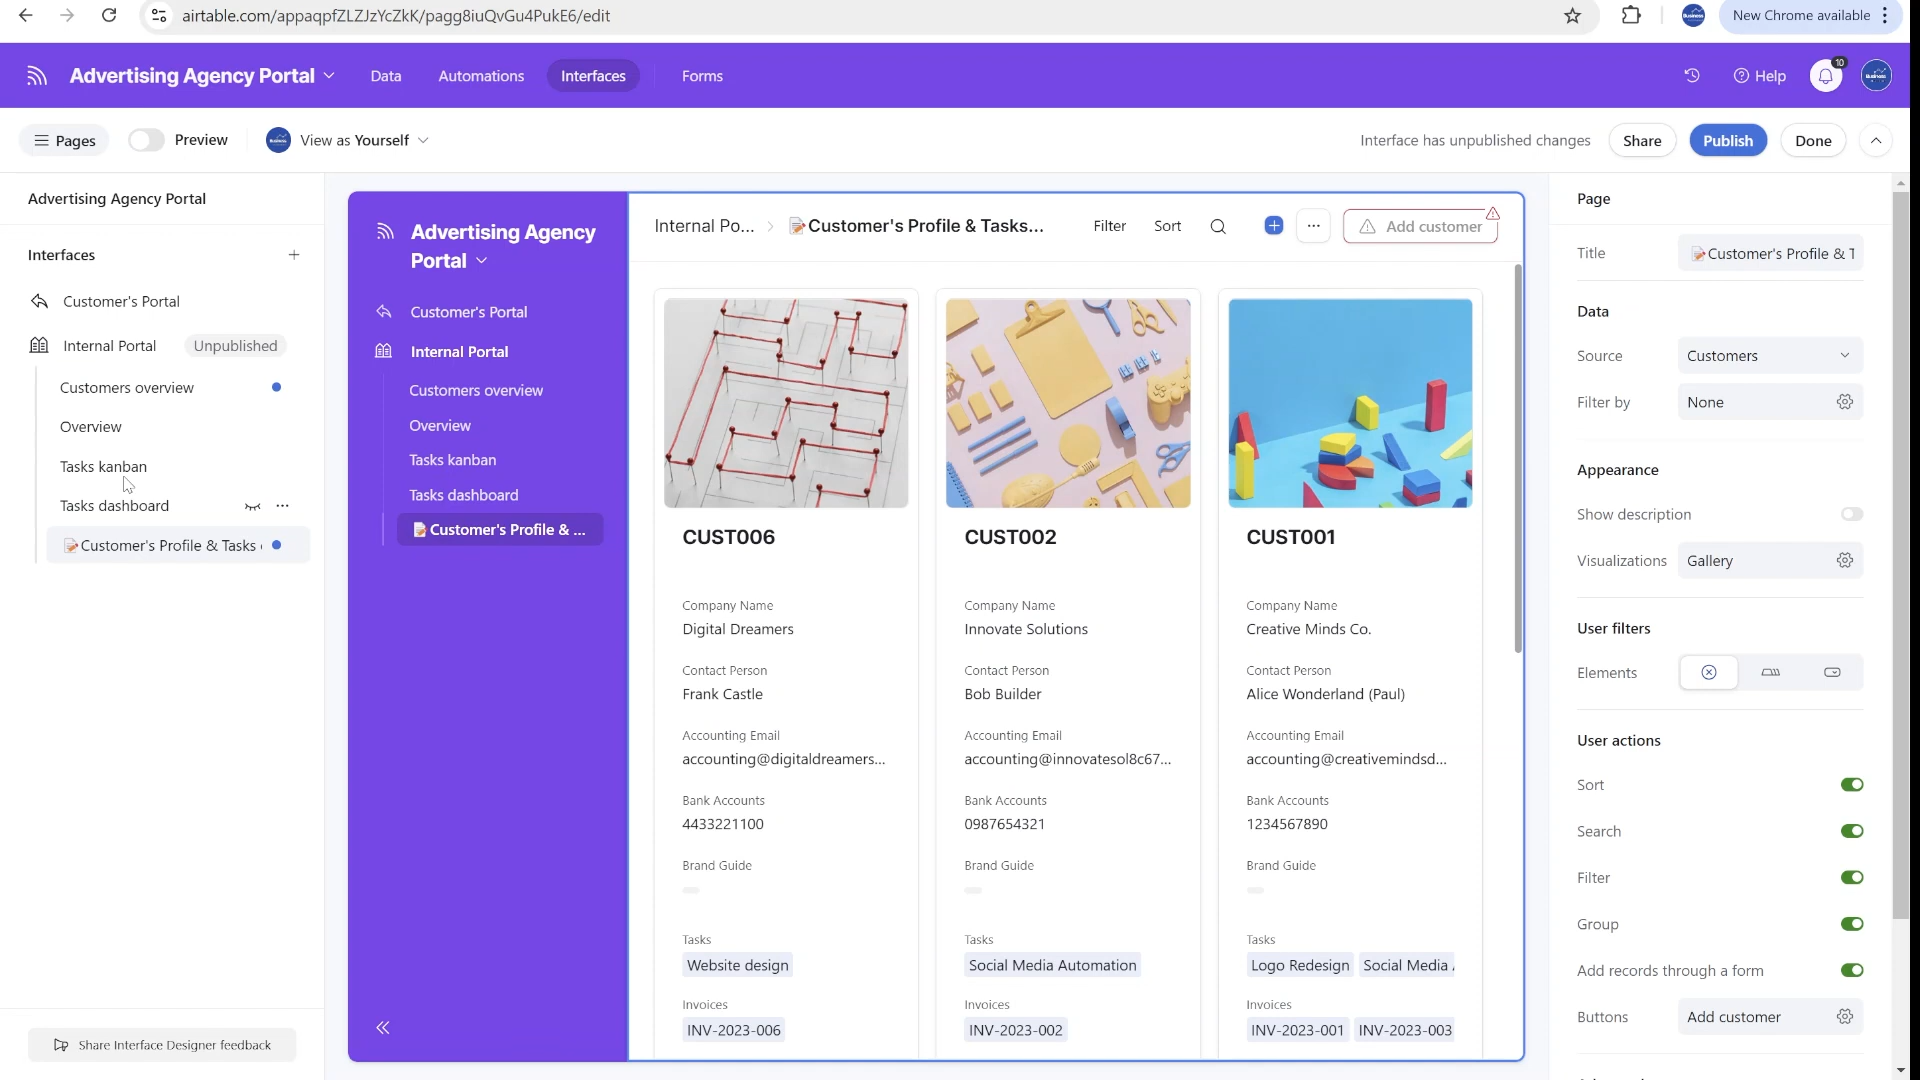 airtable.com/appaqpfZLZJzYcZkK/pagg8iuQvGu4PukE6/edit
New Chrome available
Advertising Agency Portal
Data
Automations
Interfaces
Forms
Help
10
Pages
Preview
View as Yourself
Interface has unpublished changes
Share
Publish
Done
Advertising Agency Portal
Interfaces
Customer's Portal
Internal Portal
Unpublished
Customers overview
Overview
Tasks kanban
Tasks dashboard
Customer's Profile & Tasks
Share Interface Designer feedback
Advertising Agency
Portal
Customer's Portal
Internal Portal
Customers overview
Overview
Tasks kanban
Tasks dashboard
Customer's Profile & ...
Internal Po...
Customer's Profile & Tasks...
Filter
Sort
Add customer
CUST006
Company Name
Digital Dreamers
Contact Person
Frank Castle
Accounting Email
accounting@digitaldreamers...
Bank Accounts
4433221100
Brand Guide
Tasks
Website design
Invoices
INV-2023-006
CUST002
Company Name
Innovate Solutions
Contact Person
Bob Builder
Accounting Email
accounting@innovatesol8c67...
Bank Accounts
0987654321
Brand Guide
Tasks
Social Media Automation
Invoices
INV-2023-002
CUST001
Company Name
Creative Minds Co.
Contact Person
Alice Wonderland (Paul)
Accounting Email
accounting@creativemindsd...
Bank Accounts
1234567890
Brand Guide
Tasks
Logo Redesign Social Media
Invoices
INV-2023-001 INV-2023-003
Page
Title
Customer's Profile & T
Data
Source
Customers
Filter by
None
Appearance
Show description
Visualizations
Gallery
User filters
Elements
User actions
Sort
Search
Filter
Group
Add records through a form
Buttons
Add customer